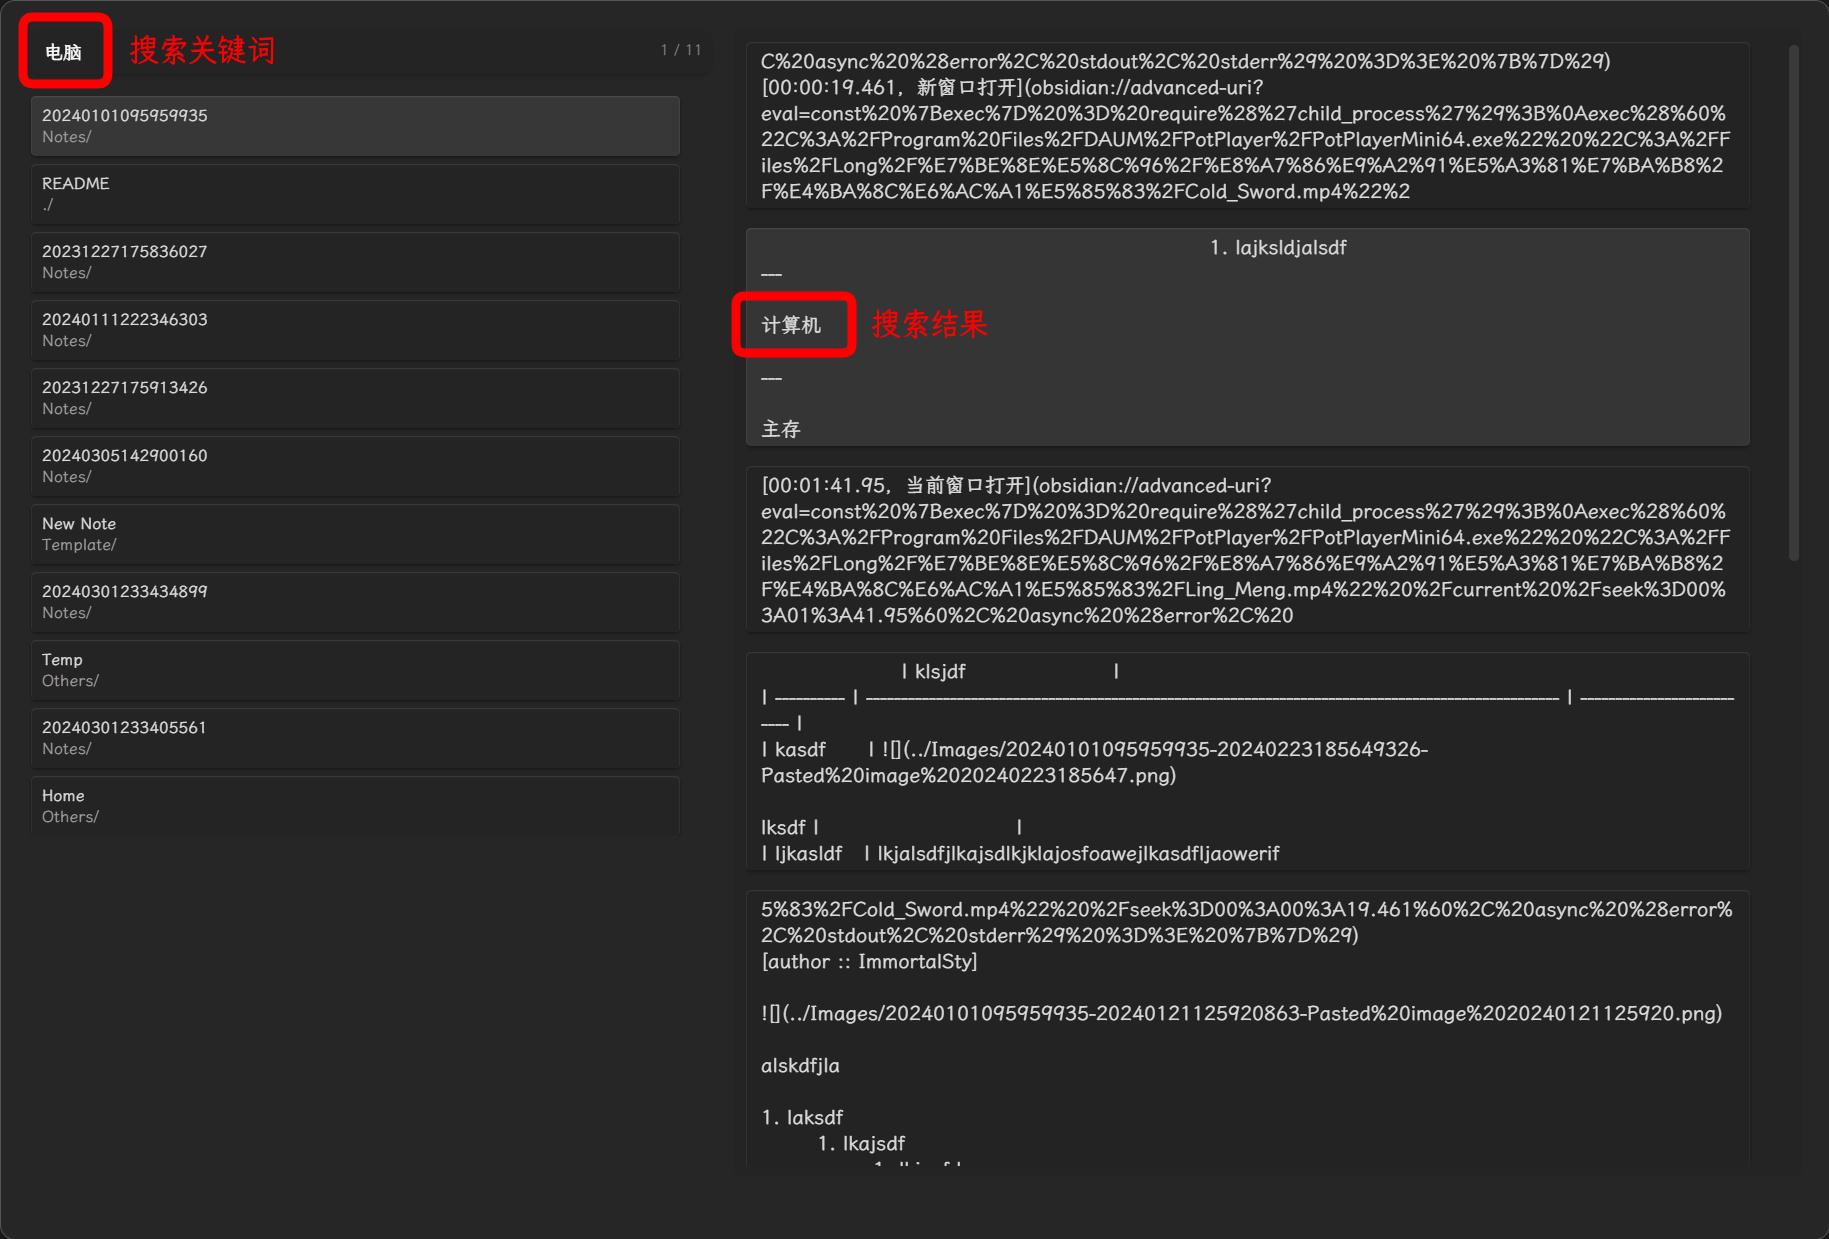 电脑
搜索关键词
1 / 11
20240101095959935
Notes/
README
./
20231227175836027
Notes/
20240111222346303
Notes/
20231227175913426
Notes/
20240305142900160
Notes/
New Note
Template/
20240301233434899
Notes/
Temp
Others/
20240301233405561
Notes/
Home
Others/
C%20async%20%28error%2C%20stdout%2C%20stderr%29%20%3D%3E%20%7B%7D%29)
[00:00:19.461，新窗口打开](obsidian://advanced-uri?
eval=const%20%7Bexec%7D%20%3D%20require%28%27child_process%27%29%3B%0Aexec%28%60%
22C%3A%2FProgram%20Files%2FDAUM%2FPotPlayer%2FPotPlayerMini64.exe%22%20%22C%3A%2FF
iles%2FLong%2F%E7%BE%8E%E5%8C%96%2F%E8%A7%86%E9%A2%91%E5%A3%81%E7%BA%B8%2
F%E4%BA%8C%E6%AC%A1%E5%85%83%2FCold_Sword.mp4%22%2
1. lajksldjalsdf
---
计算机
搜索结果
---
主存
[00:01:41.95，当前窗口打开](obsidian://advanced-uri?
eval=const%20%7Bexec%7D%20%3D%20require%28%27child_process%27%29%3B%0Aexec%28%60%
22C%3A%2FProgram%20Files%2FDAUM%2FPotPlayer%2FPotPlayerMini64.exe%22%20%22C%3A%2FF
iles%2FLong%2F%E7%BE%8E%E5%8C%96%2F%E8%A7%86%E9%A2%91%E5%A3%81%E7%BA%B8%2
F%E4%BA%8C%E6%AC%A1%E5%85%83%2FLing_Meng.mp4%22%20%2Fcurrent%20%2Fseek%3D00%
3A01%3A41.95%60%2C%20async%20%28error%2C%20
| klsjdf |
| ---------- | --------------------------------------------------------------------------------------------------- | ----------------------
---- |
| kasdf | ![](../Images/20240101095959935-20240223185649326-
Pasted%20image%2020240223185647.png)
lksdf | |
| ljkasldf | lkjalsdfjlkajsdlkjklajosfoawejlkasdfljaowerif
5%83%2FCold_Sword.mp4%22%20%2Fseek%3D00%3A00%3A19.461%60%2C%20async%20%28error%
2C%20stdout%2C%20stderr%29%20%3D%3E%20%7B%7D%29)
[author :: ImmortalSty]
![](../Images/20240101095959935-20240121125920863-Pasted%20image%2020240121125920.png)
alskdfjla
1. laksdf
1. lkajsdf